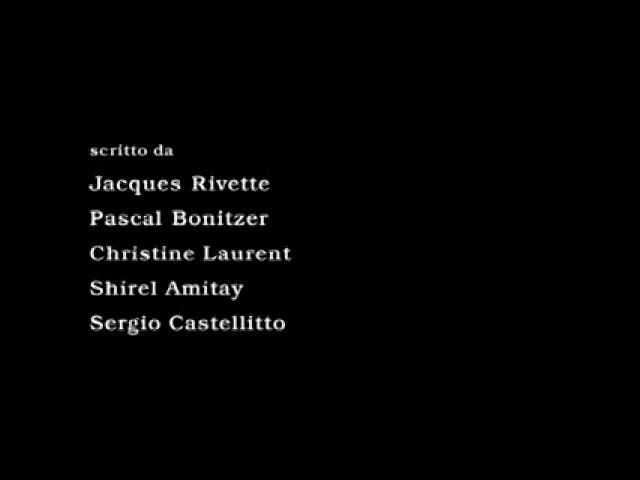 scritto da
Jacques Rivette
Pascal Bonitzer
Christine Laurent
Shirel Amitay
Sergio Castellitto